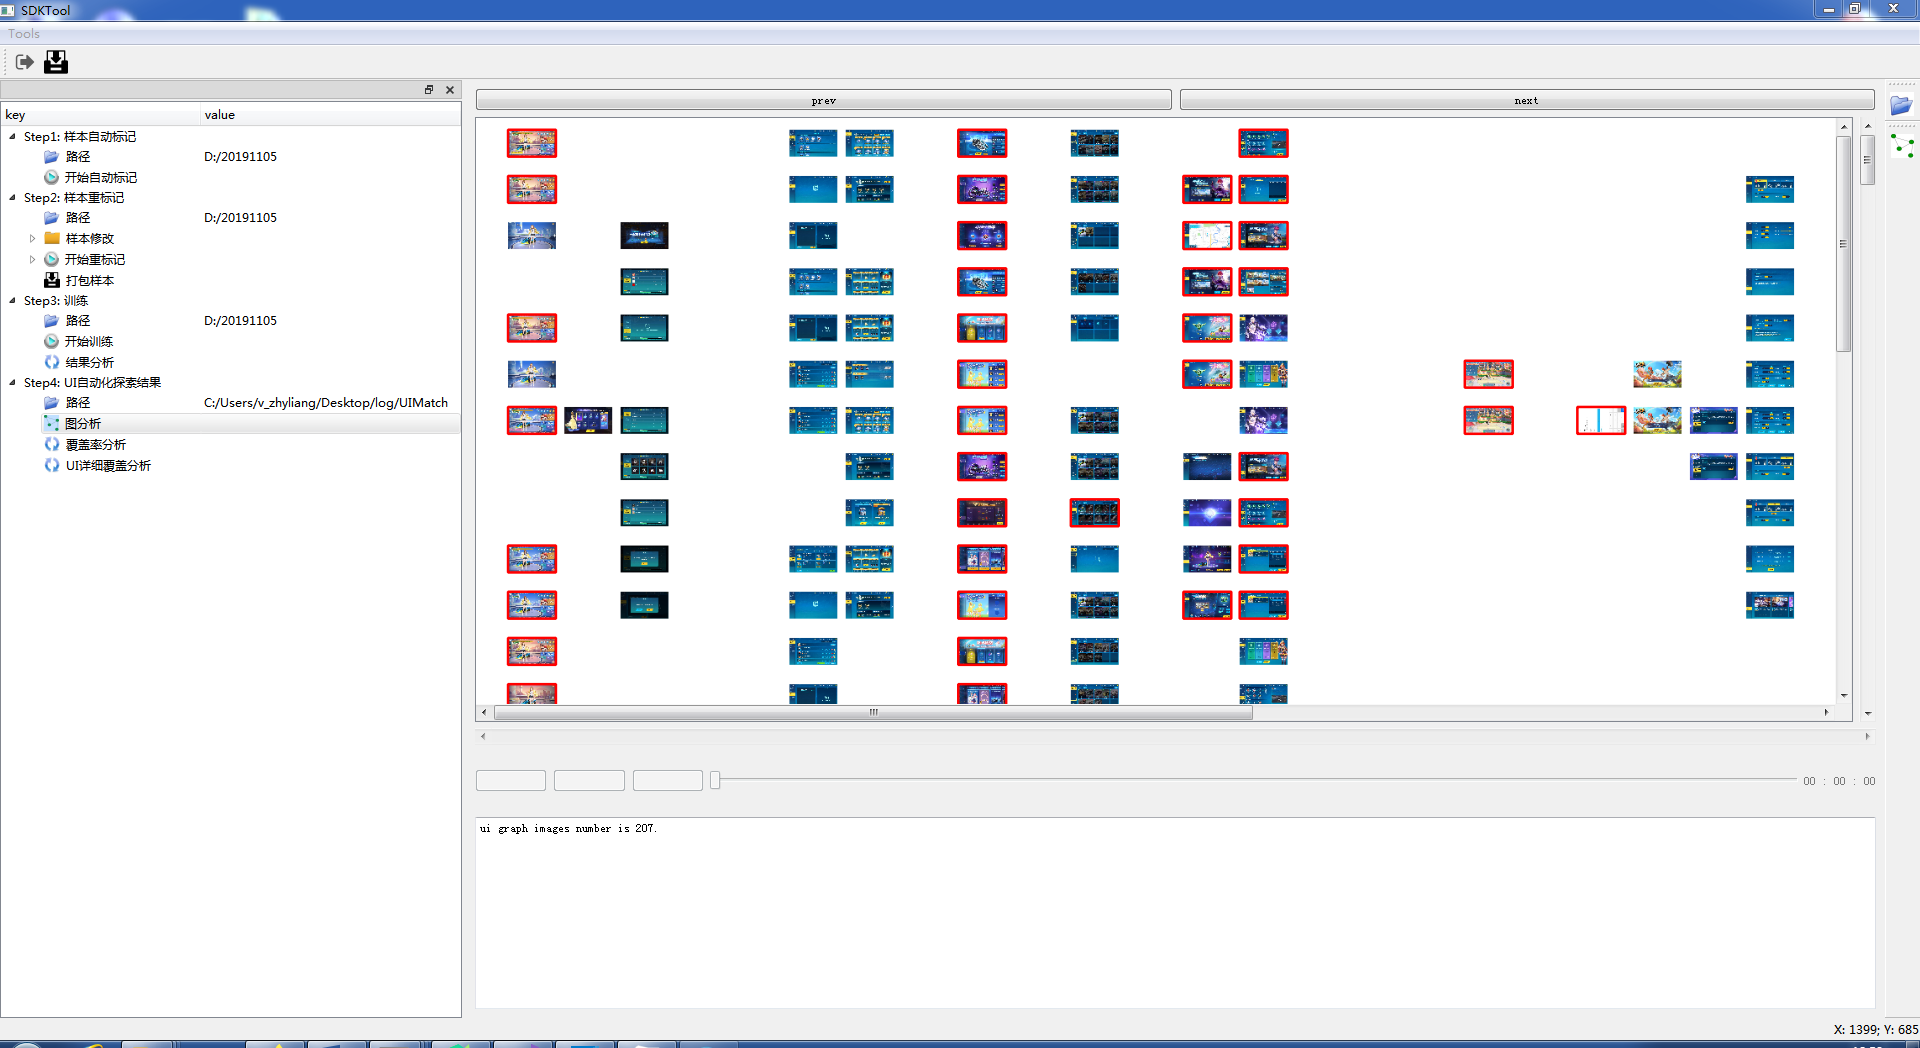 SDKTool
Tools
key value
Step1: 样本自动标记
路径 D:/20191105
开始自动标记
Step2: 样本重标记
路径 D:/20191105
样本修改
开始重标记
打包样本
Step3: 训练
路径 D:/20191105
开始训练
结果分析
Step4: UI自动化探索结果
路径 C:/Users/v_zhyliang/Desktop/log/UIMatch
图分析
覆盖率分析
UI详细覆盖分析
prev next
00 : 00 : 00
ui graph images number is 207.
X: 1399; Y: 685